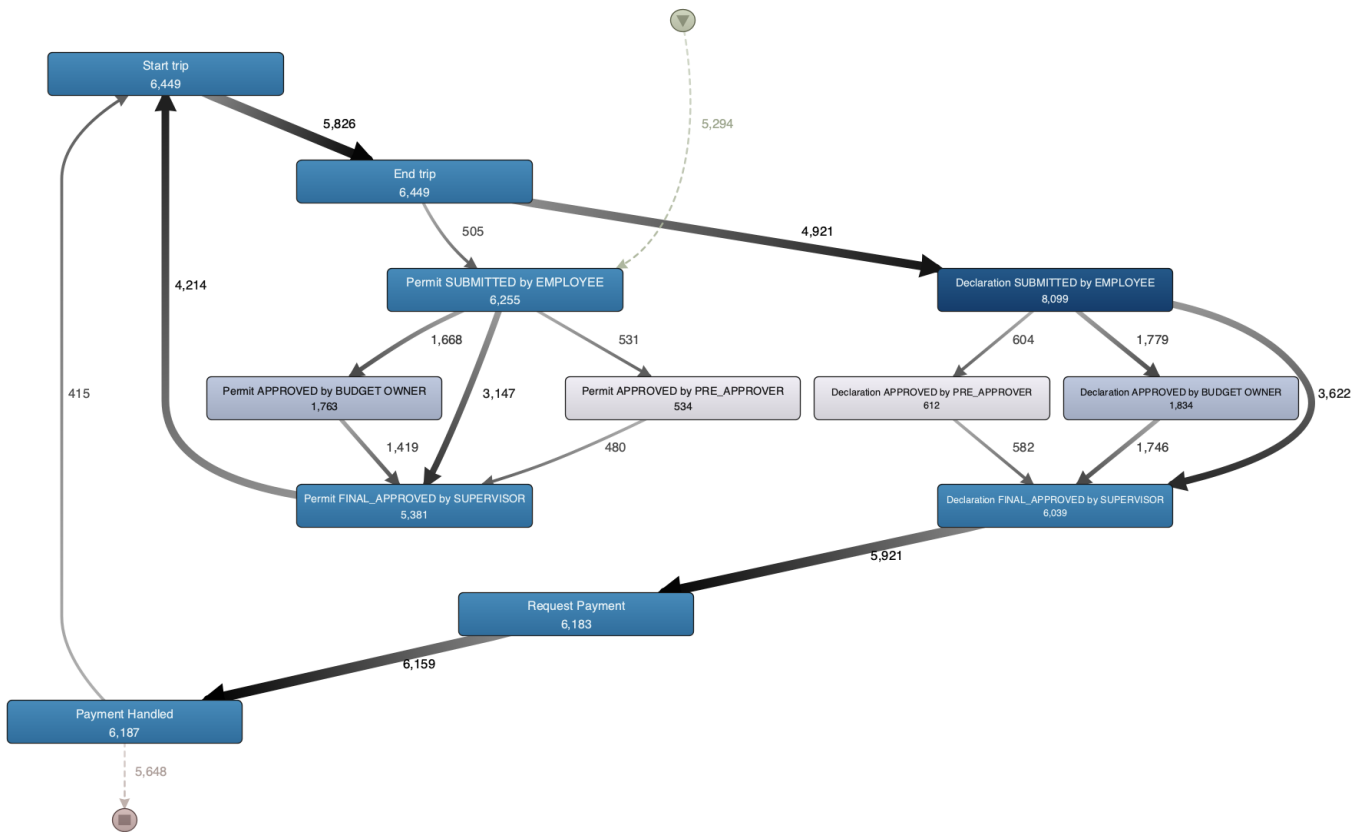 Start trip
6,449
5,826
5,294
End trip
6,449
505
4,921
4,214
Permit SUBMITTED by EMPLOYEE
6,255
Declaration SUBMITTED by EMPLOYEE
8,099
1,668
531
604
1,779
415
Permit APPROVED by BUDGET OWNER
1,763
3,147
Permit APPROVED by PRE_APPROVER
534
Declaration APPROVED by PRE_APPROVER
612
Declaration APPROVED by BUDGET OWNER
1,834
3,622
1,419
480
582
1,746
Permit FINAL_APPROVED by SUPERVISOR
5,381
Declaration FINAL_APPROVED by SUPERVISOR
6,039
5,921
Request Payment
6,183
6,159
Payment Handled
6,187
5,648